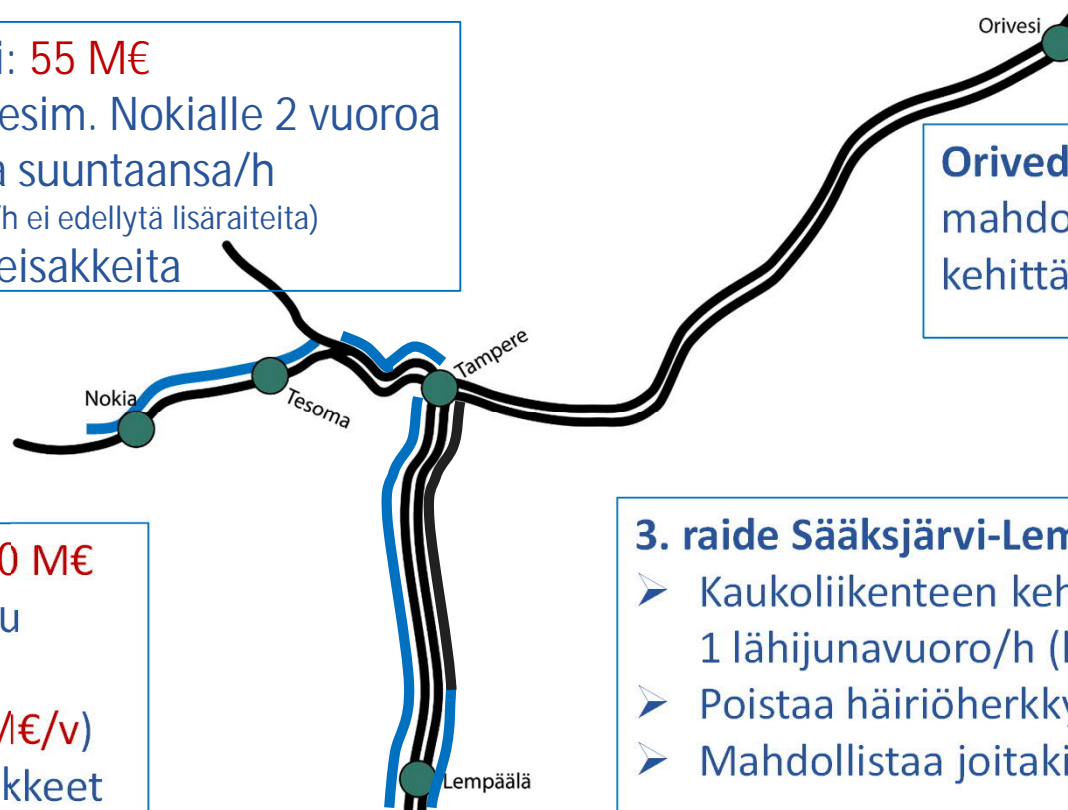 i: 55 M€
esim. Nokialle 2 vuoroa
suuntaansa/h
/h ei edellytä lisäraiteita)
eisakkeita
Orivesi
Orived
mahdo
kehittä
Tampere
Tesoma
Nokia
0 M€
u
M€/v)
kkeet
3. raide Sääksjärvi-Lem
➢ Kaukoliikenteen keh
1 lähijunavuoro/h (
➢ Poistaa häiriöherkky
➢ Mahdollistaa joitaki
Lempäälä